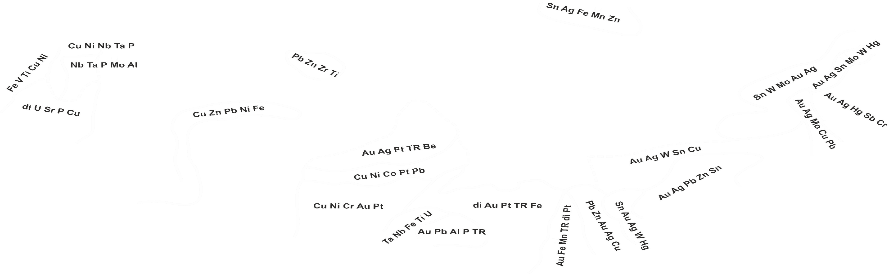 Sn Ag Fe Mn Zn
Cu Ni Nb Ta P
Nb Ta P Mo Al
Fe V Ti Cu Ni
Pb Zn Zr Ti
Au Ag Sn Mo W Hg
Sn W Mo Au Ag
di U Sr P Cu
Cu Zn Pb Ni Fe
Au Ag Hg Sb Cr
Au Ag Mo Cu Pb
Au Ag Pt TR Be
Au Ag W Sn Cu
Cu Ni Co Pt Pb
Au Ag Pb Zn Sn
Cu Ni Cr Au Pt
di Au Pt TR Fe
Ta Nb Fe Ti U
Au Pb Al P TR
Au Fe Mn TR di Pt
Pb Zn Au Ag Cu
Sn Au Ag W Hg